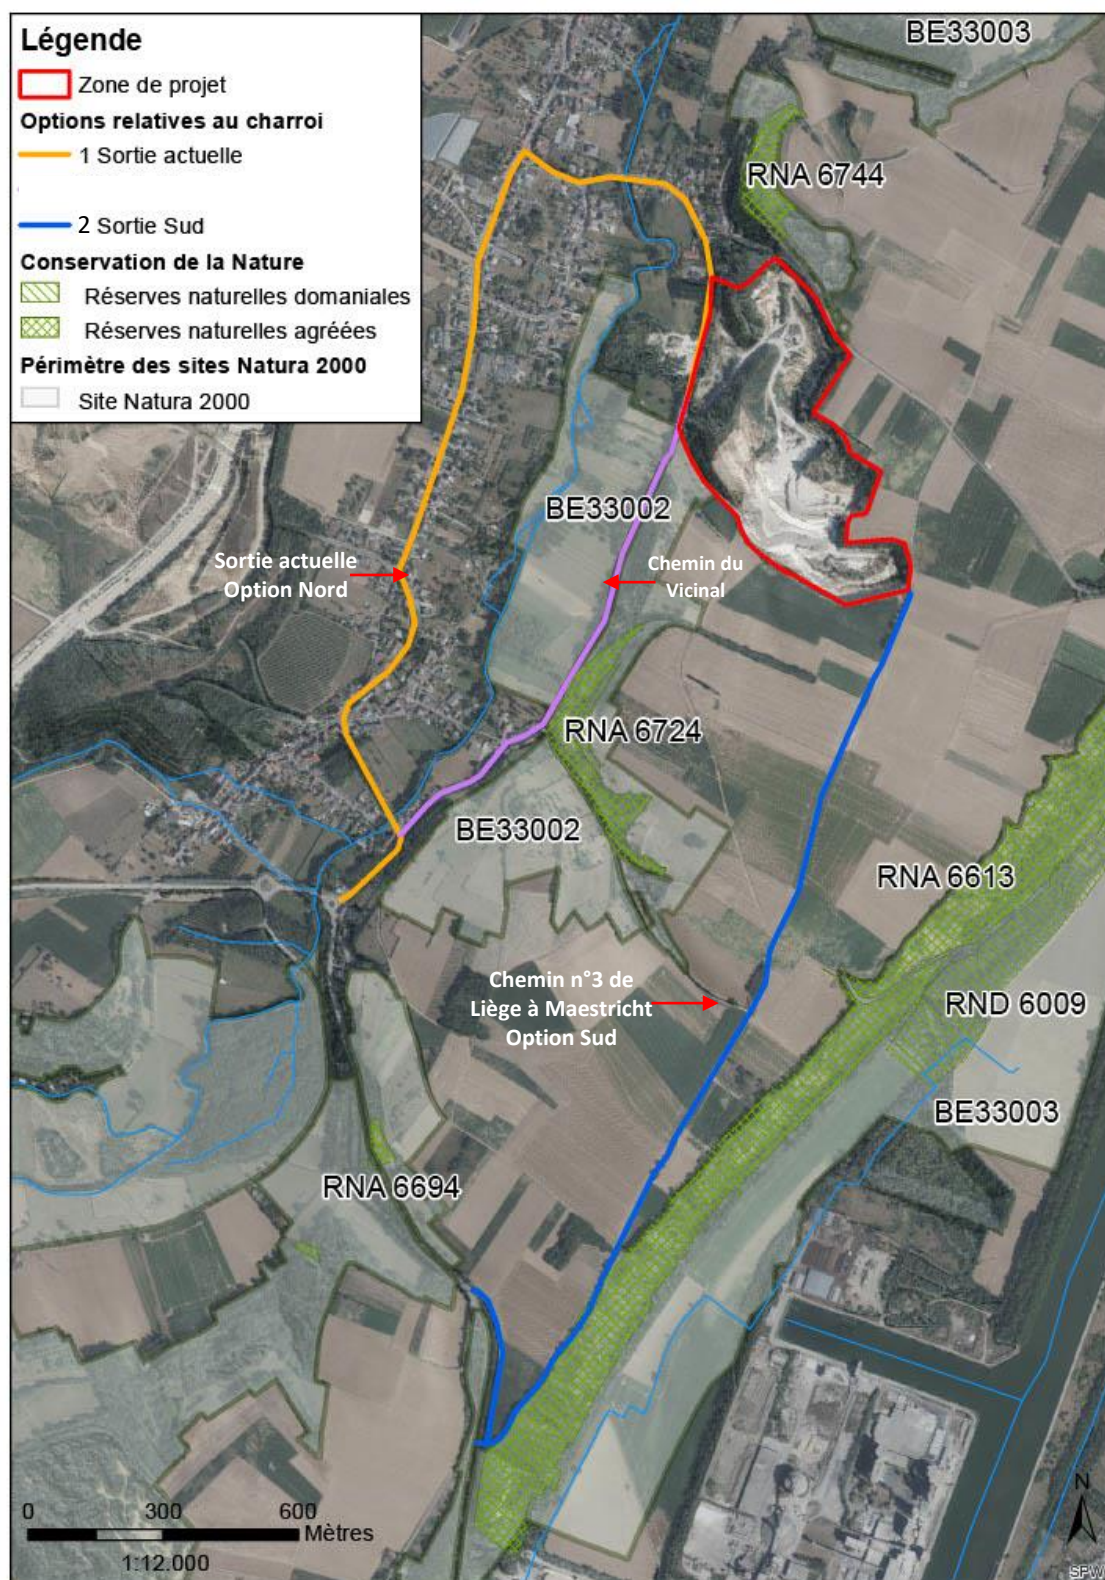 Légende
Zone de projet
Options relatives au charroi
1 Sortie actuelle
2 Sortie Sud
Conservation de la Nature
Réserves naturelles domaniales
Réserves naturelles agréées
Périmètre des sites Natura 2000
Site Natura 2000
BE33003
RNA 6744
BE33002
Sortie actuelle
Option Nord
Chemin du
Vicinal
RNA 6724
BE33002
RNA 6613
Chemin n°3 de
Liège à Maestricht
Option Sud
RND 6009
BE33003
RNA 6694
0 300 600
Mètres
1:12.000
N
SPW